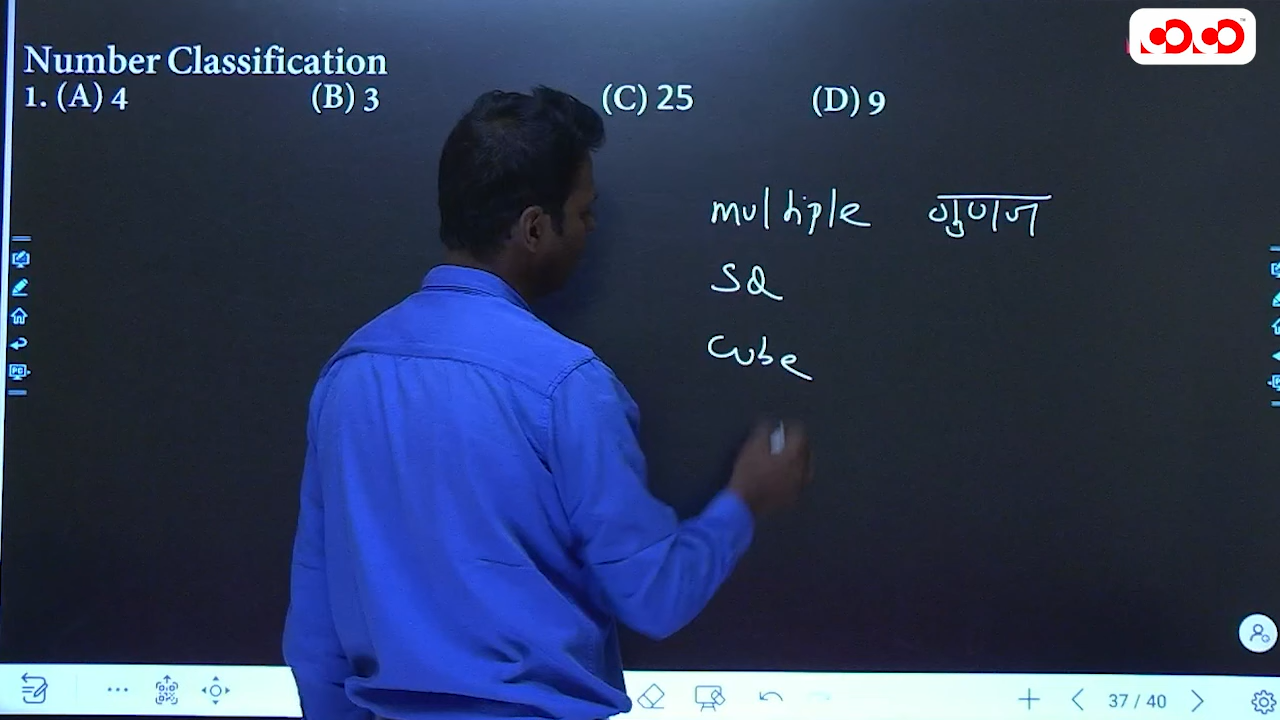 Number Classification
1. (A) 4 (B) 3 (C) 25 (D) 9
multiple गुणज
SQ
Cube
37 / 40